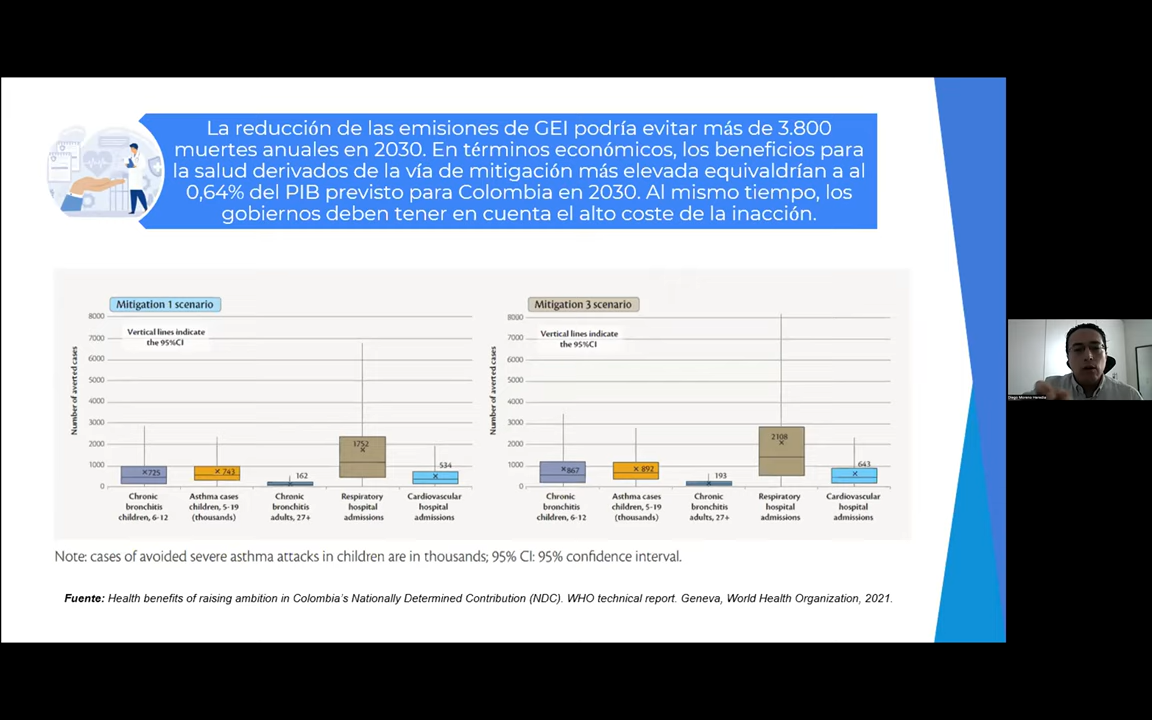 La reducción de las emisiones de GEI podría evitar más de 3.800
muertes anuales en 2030. En términos económicos, los beneficios para
la salud derivados de la vía de mitigación más elevada equivaldrían a al
0,64% del PIB previsto para Colombia en 2030. Al mismo tiempo, los
gobiernos deben tener en cuenta el alto coste de la inacción.
Mitigation 1 scenario
Vertical lines indicate
the 95%CI
Number of averted cases
8000
7000
6000
5000
4000
3000
2000
1000
0
725
743
162
1752
534
Chronic
bronchitis
children, 6-12
Asthma cases
children, 5-19
(thousands)
Chronic
bronchitis
adults, 27+
Respiratory
hospital
admissions
Cardiovascular
hospital
admissions
Mitigation 3 scenario
Vertical lines indicate
the 95%CI
Number of averted cases
8000
7000
6000
5000
4000
3000
2000
1000
0
867
892
193
2108
643
Chronic
bronchitis
children, 6-12
Asthma cases
children, 5-19
(thousands)
Chronic
bronchitis
adults, 27+
Respiratory
hospital
admissions
Cardiovascular
hospital
admissions
Note: cases of avoided severe asthma attacks in children are in thousands; 95% CI: 95% confidence interval.
Fuente: Health benefits of raising ambition in Colombia's Nationally Determined Contribution (NDC). WHO technical report. Geneva, World Health Organization, 2021.
Diego Moreno Heredia